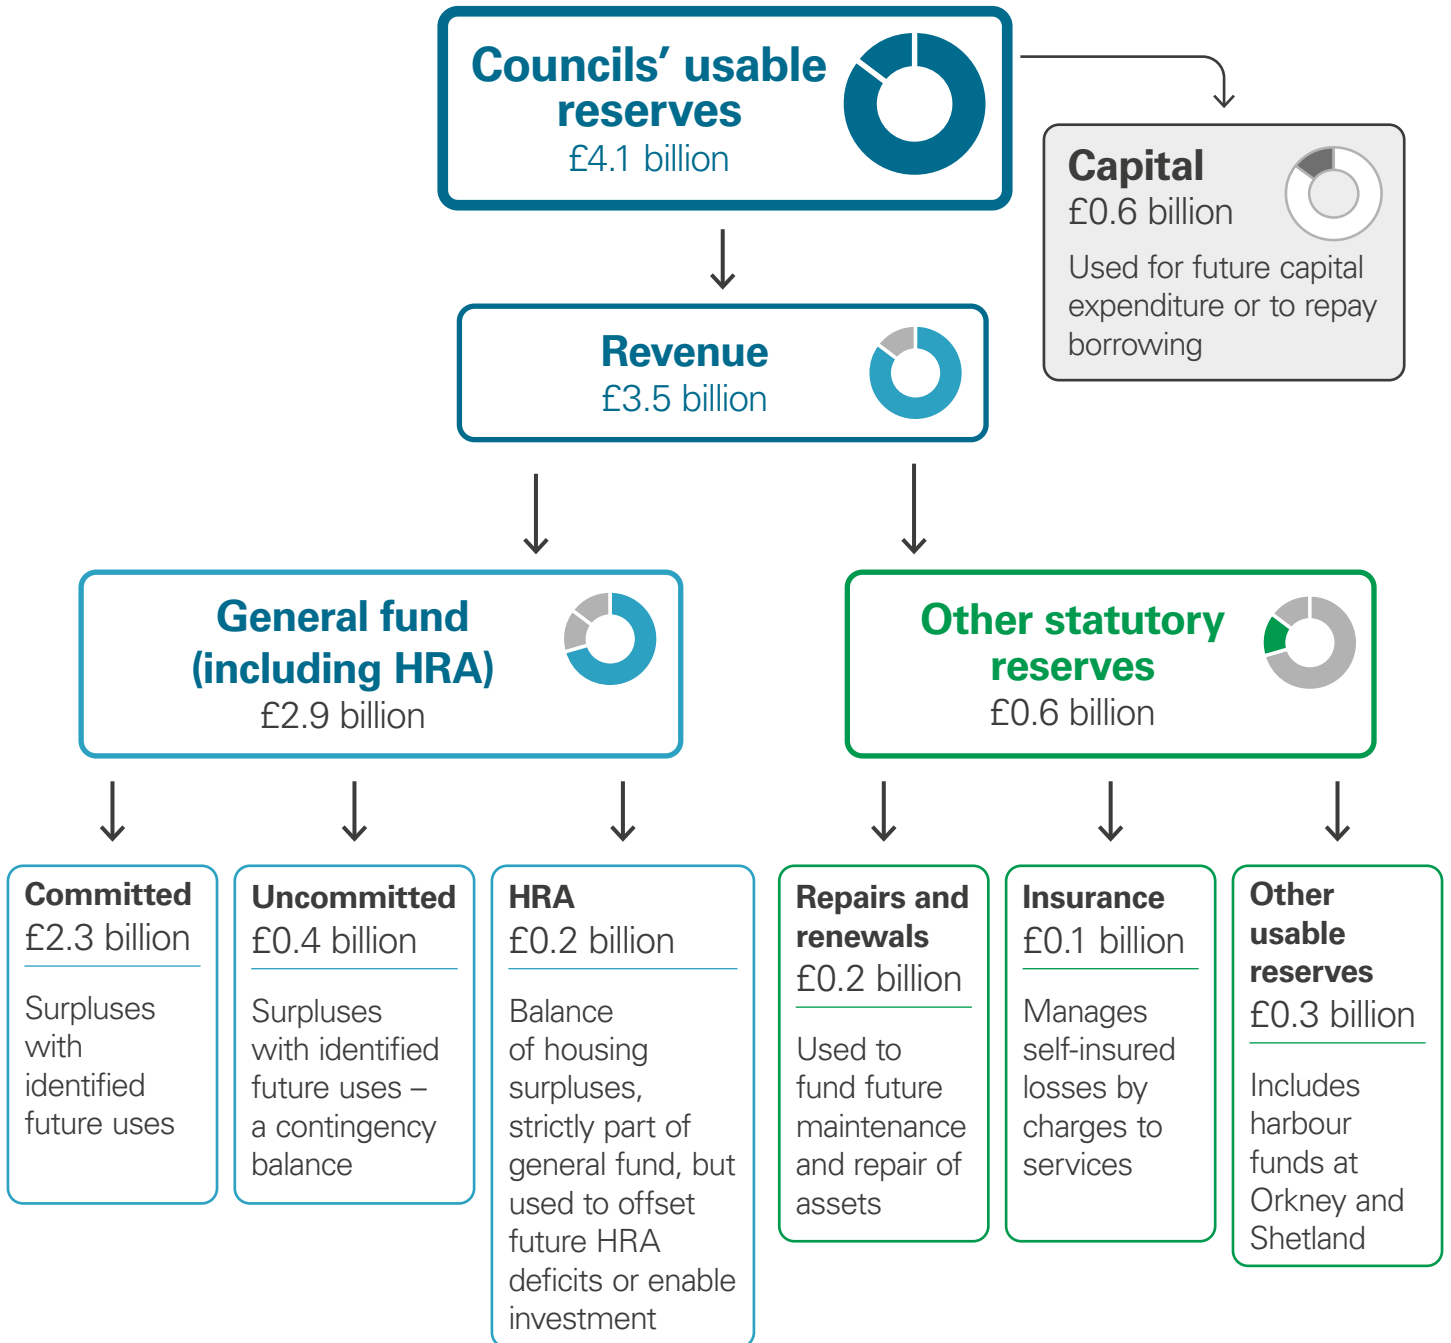 Councils’ usable
reserves
£4.1 billion
Capital
£0.6 billion
Used for future capital
expenditure or to repay
borrowing
Revenue
£3.5 billion
General fund
(including HRA)
£2.9 billion
Other statutory
reserves
£0.6 billion
Committed
£2.3 billion
Surpluses
with
identified
future uses
Uncommitted
£0.4 billion
Surpluses
with identified
future uses –
a contingency
balance
HRA
£0.2 billion
Balance
of housing
surpluses,
strictly part of
general fund, but
used to offset
future HRA
deficits or enable
investment
Repairs and
renewals
£0.2 billion
Used to
fund future
maintenance
and repair of
assets
Insurance
£0.1 billion
Manages
self-insured
losses by
charges to
services
Other
usable
reserves
£0.3 billion
Includes
harbour
funds at
Orkney and
Shetland